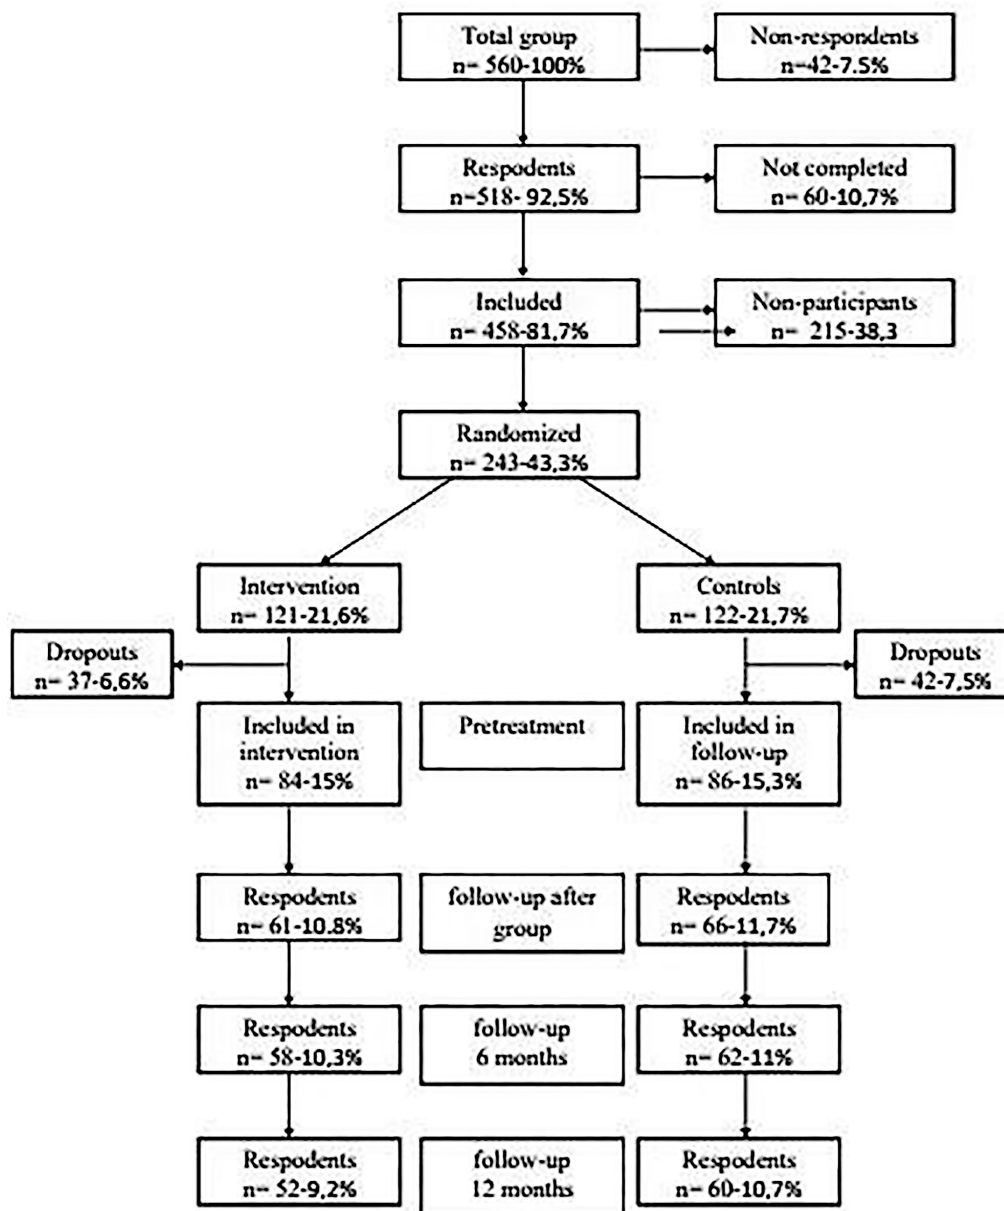 Total group
n= 560-100%
Non-respondents
n=42-7.5%
Respodents
n=518- 92,5%
Not completed
n= 60-10,7%
Included
n= 458-81,7%
Non-participants
n= 215-38,3
Randomized
n= 243-43,3%
Intervention
n= 121-21,6%
Controls
n= 122-21,7%
Dropouts
n= 37-6,6%
Dropouts
n= 42-7,5%
Included in
intervention
n= 84-15%
Pretreatment
Included in
follow-up
n= 86-15,3%
Respodents
n= 61-10.8%
follow-up after
group
Respodents
n= 66-11,7%
Respodents
n= 58-10,3%
follow-up
6 months
Respodents
n= 62-11%
Respodents
n= 52-9,2%
follow-up
12 months
Respodents
n= 60-10,7%